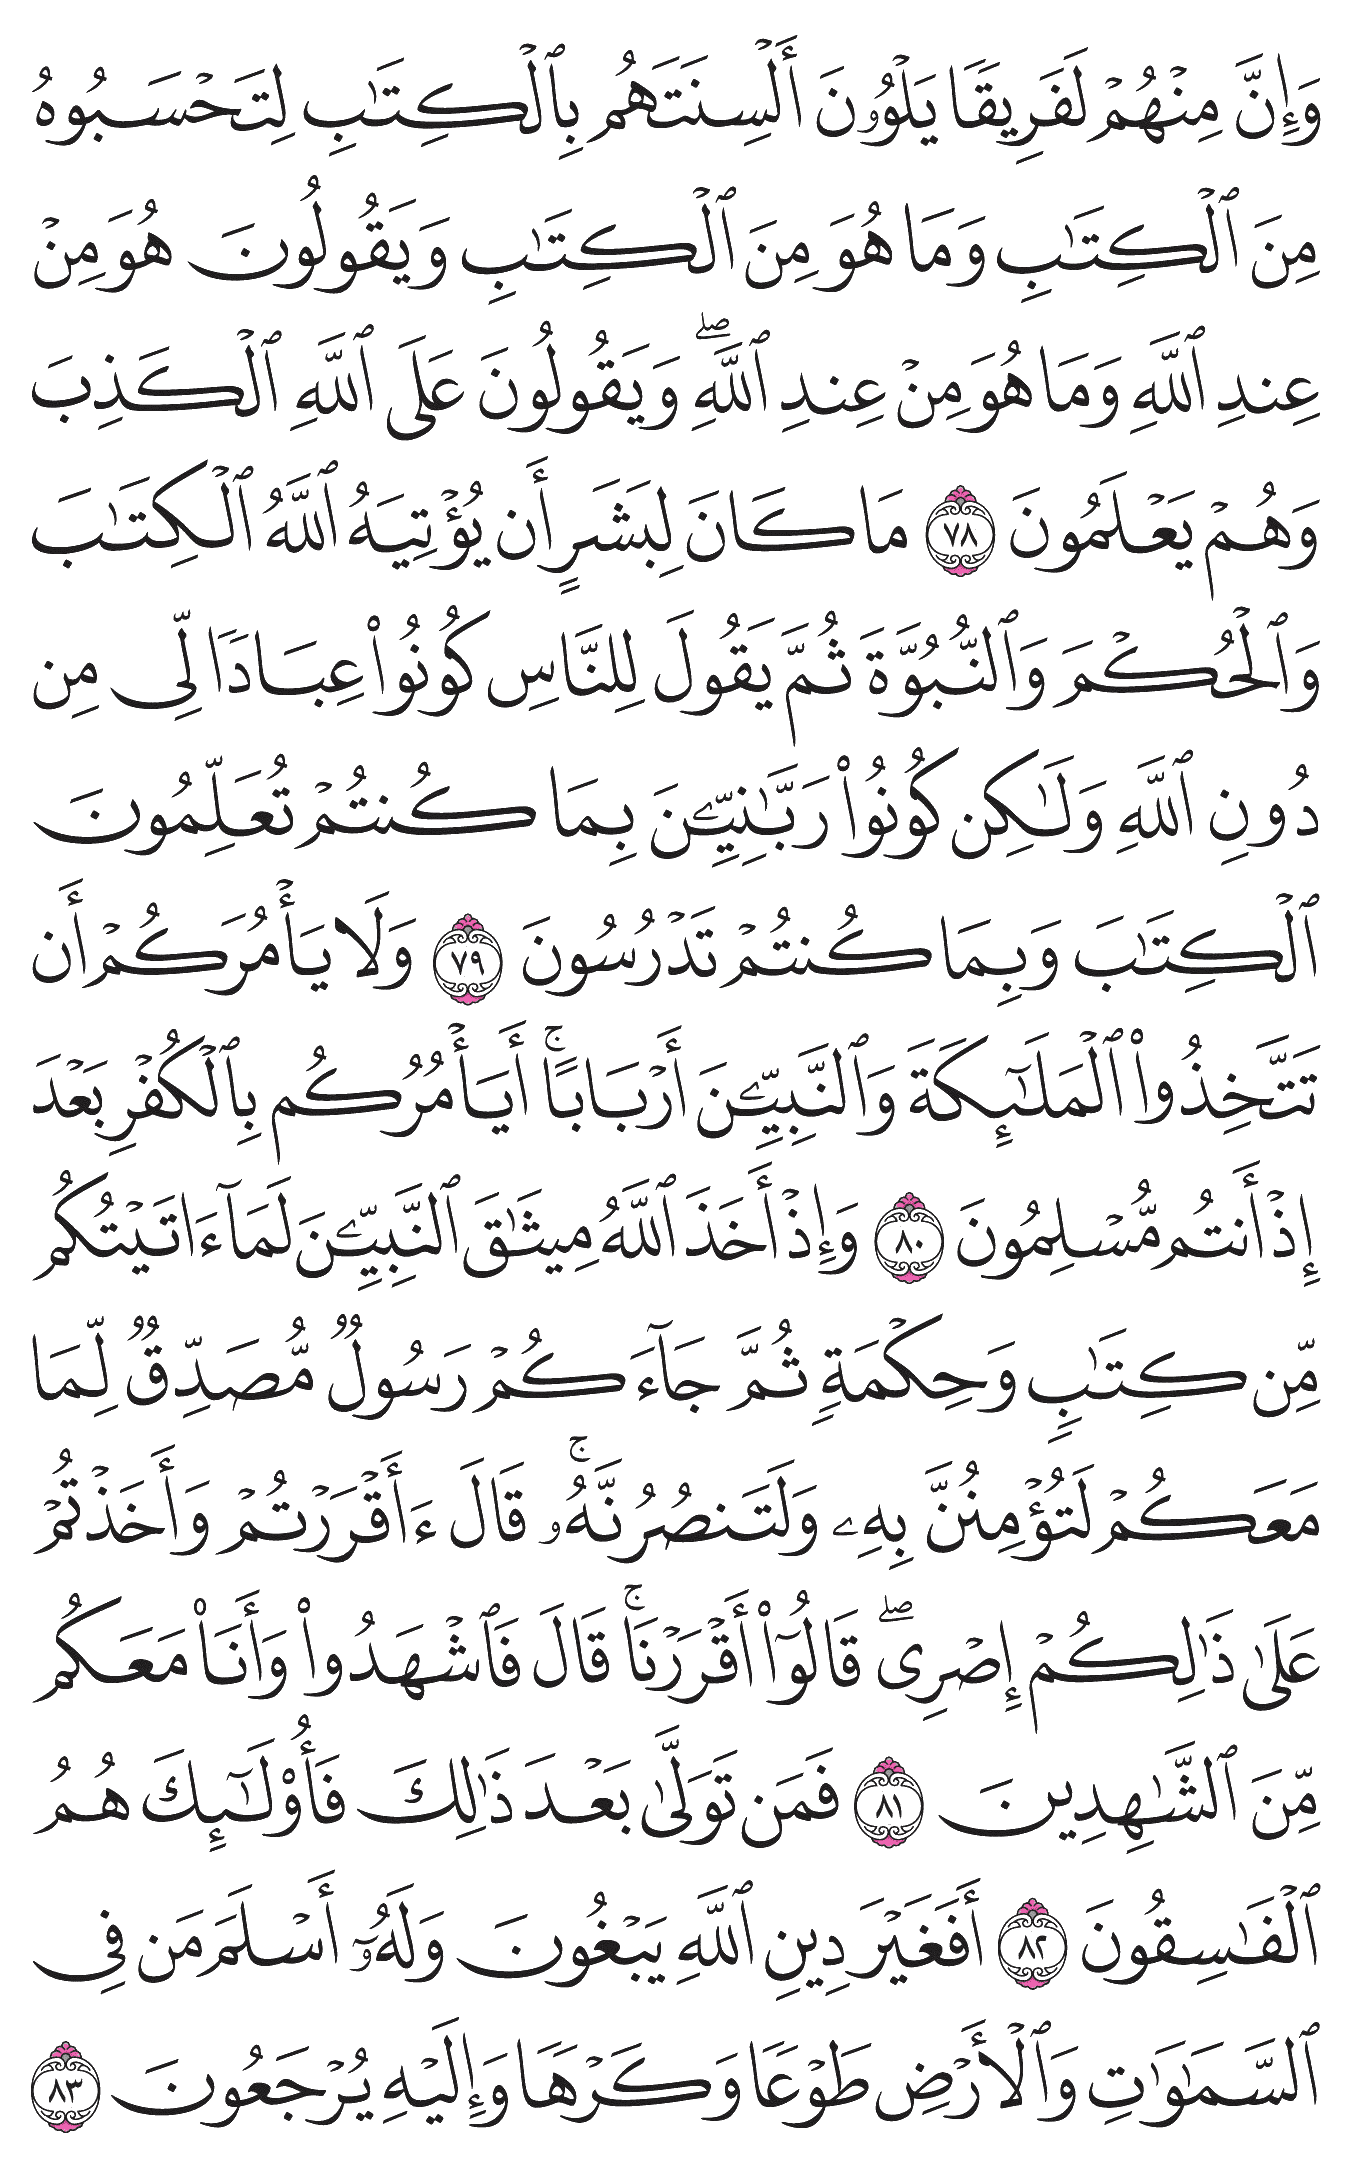 وَإِنَّ مِنْهُمْ لَفَرِيقًا يَلْوُۥنَ أَلْسِنَتَهُم بِٱلْكِتَٰبِ لِتَحْسَبُوهُ
مِنَ ٱلْكِتَٰبِ وَمَا هُوَ مِنَ ٱلْكِتَٰبِ وَيَقُولُونَ هُوَ مِنْ
عِندِ ٱللَّهِ وَمَا هُوَ مِنْ عِندِ ٱللَّهِۖ وَيَقُولُونَ عَلَى ٱللَّهِ ٱلْكَذِبَ
وَهُمْ يَعْلَمُونَ ٧٨ مَا كَانَ لِبَشَرٍ أَن يُؤْتِيَهُ ٱللَّهُ ٱلْكِتَٰبَ
وَٱلْحُكْمَ وَٱلنُّبُوَّةَ ثُمَّ يَقُولَ لِلنَّاسِ كُونُوا۟ عِبَادًا لِّى مِن
دُونِ ٱللَّهِ وَلَٰكِن كُونُوا۟ رَبَّٰنِيِّۦنَ بِمَا كُنتُمْ تُعَلِّمُونَ
ٱلْكِتَٰبَ وَبِمَا كُنتُمْ تَدْرُسُونَ ٧٩ وَلَا يَأْمُرَكُمْ أَن
تَتَّخِذُوا۟ ٱلْمَلَٰٓئِكَةَ وَٱلنَّبِيِّۦنَ أَرْبَابًاۚ أَيَأْمُرُكُم بِٱلْكُفْرِ بَعْدَ
إِذْ أَنتُم مُّسْلِمُونَ ٨٠ وَإِذْ أَخَذَ ٱللَّهُ مِيثَٰقَ ٱلنَّبِيِّۦنَ لَمَآ ءَاتَيْتُكُم
مِّن كِتَٰبٍ وَحِكْمَةٍ ثُمَّ جَآءَكُمْ رَسُولٌ مُّصَدِّقٌ لِّمَا
مَعَكُمْ لَتُؤْمِنُنَّ بِهِۦ وَلَتَنصُرُنَّهُۥۚ قَالَ ءَأَقْرَرْتُمْ وَأَخَذْتُمْ
عَلَىٰ ذَٰلِكُمْ إِصْرِىۖ قَالُوٓا۟ أَقْرَرْنَاۚ قَالَ فَٱشْهَدُوا۟ وَأَنَا۠ مَعَكُم
مِّنَ ٱلشَّٰهِدِينَ ٨١ فَمَن تَوَلَّىٰ بَعْدَ ذَٰلِكَ فَأُو۟لَٰٓئِكَ هُمُ
ٱلْفَٰسِقُونَ ٨٢ أَفَغَيْرَ دِينِ ٱللَّهِ يَبْغُونَ وَلَهُۥٓ أَسْلَمَ مَن فِى
ٱلسَّمَٰوَٰتِ وَٱلْأَرْضِ طَوْعًا وَكَرْهًا وَإِلَيْهِ يُرْجَعُونَ ٨٣